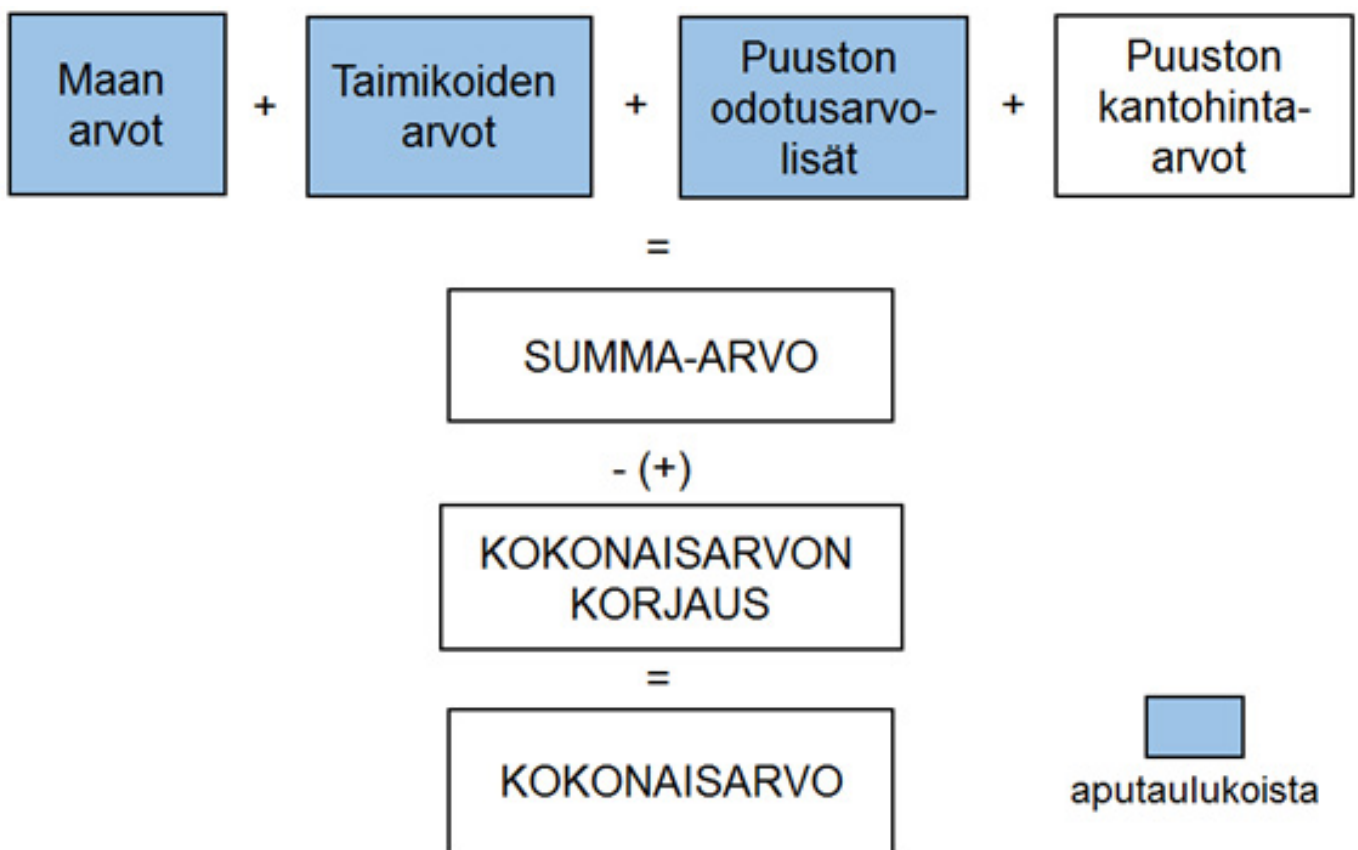 Maan
arvot
+
Taimikoiden
arvot
+
Puuston
odotusarvo-
lisät
+
Puuston
kantohinta-
arvot
=
SUMMA-ARVO
- (+)
KOKONAISARVON
KORJAUS
=
KOKONAISARVO
aputaulukoista